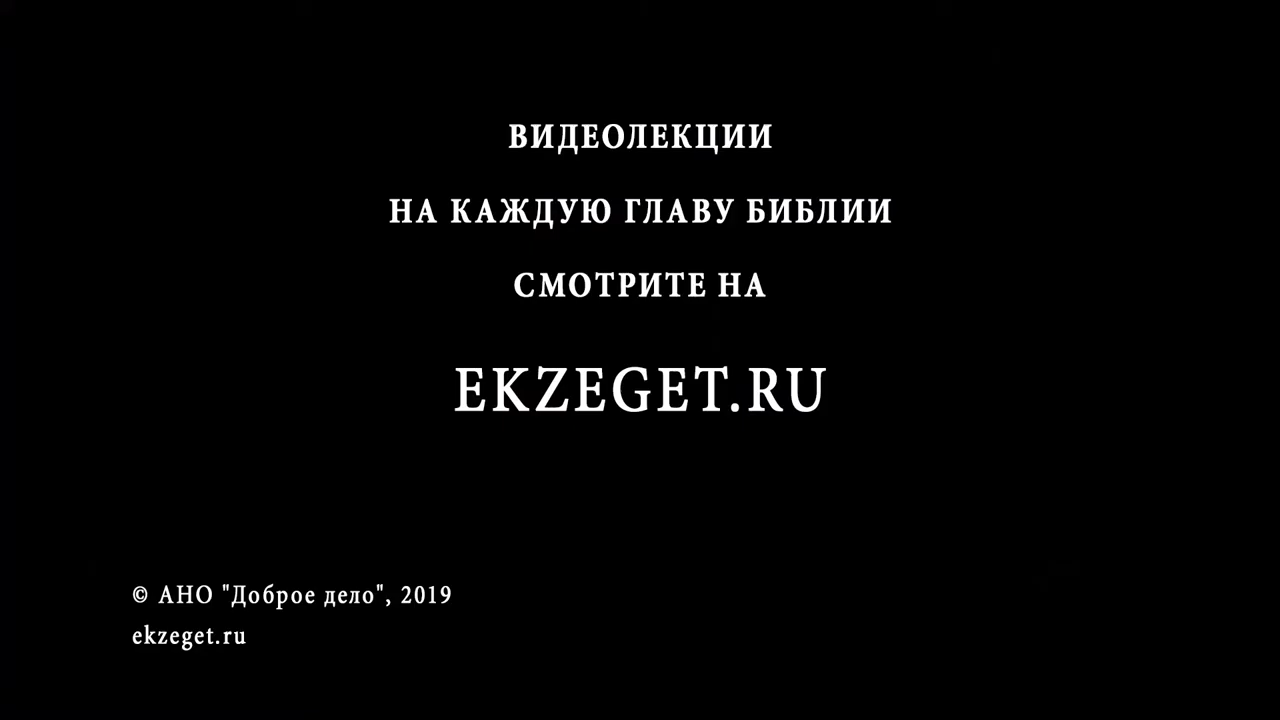 ВИДЕОЛЕКЦИИ
НА КАЖДУЮ ГЛАВУ БИБЛИИ
СМОТРИТЕ НА
EKZEGET.RU
© АНО "Доброе дело", 2019
ekzeget.ru